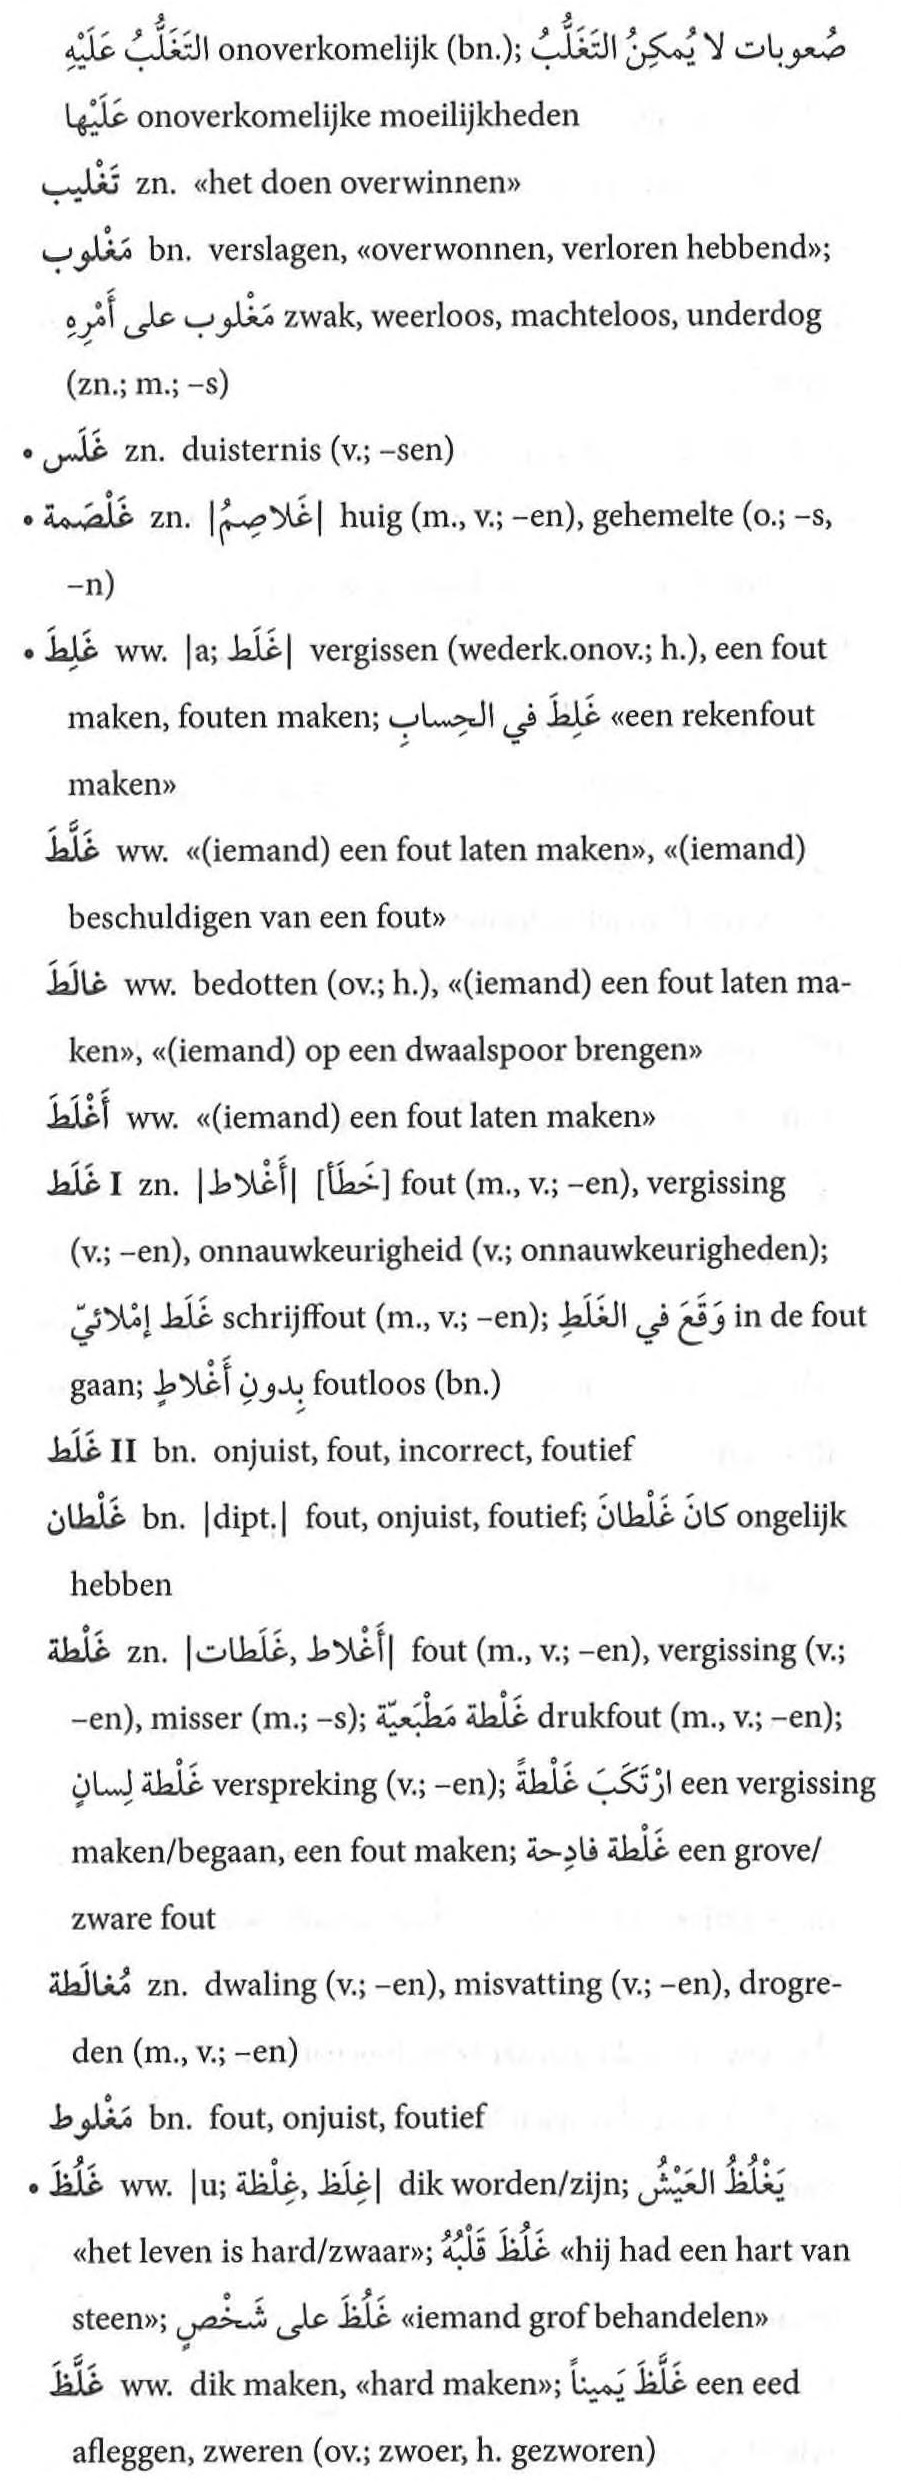 التَغَلُّبُ عَلَيْهِ onoverkomelijk (bn.); صُعوبات لا يُمكِنُ التَغَلُّبُ
عَلَيْها onoverkomelijke moeilijkheden
تَغْليب zn. «het doen overwinnen»
مَغْلوب bn. verslagen, «overwonnen, verloren hebbend»;
مَغْلوب على أَمْرِهِ zwak, weerloos, machteloos, underdog
(zn.; m.; –s)
• غَلَس zn. duisternis (v.; –sen)
• غَلْصَمة zn. |غَلاصِمُ| huig (m., v.; –en), gehemelte (o.; –s,
–n)
• غَلِطَ ww. |a; غَلَط| vergissen (wederk.onov.; h.), een fout
maken, fouten maken; غَلِطَ في الحِسابِ «een rekenfout
maken»
غَلَّطَ ww. «(iemand) een fout laten maken», «(iemand)
beschuldigen van een fout»
غالَطَ ww. bedotten (ov.; h.), «(iemand) een fout laten ma-
ken», «(iemand) op een dwaalspoor brengen»
أَغْلَطَ ww. «(iemand) een fout laten maken»
غَلَط I zn. |أَغْلاط| [خَطَأ] fout (m., v.; –en), vergissing
(v.; –en), onnauwkeurigheid (v.; onnauwkeurigheden);
غَلَط إمْلائيّ schrijffout (m., v.; –en); وَقَعَ في الغَلَطِ in de fout
gaan; بِدونِ أَغْلاطٍ foutloos (bn.)
غَلَط II bn. onjuist, fout, incorrect, foutief
غَلْطان bn. |dipt.| fout, onjuist, foutief; كانَ غَلْطانَ ongelijk
hebben
غَلْطة zn. |غَلَطات, أَغْلاط| fout (m., v.; –en), vergissing (v.;
–en), misser (m.; –s); غَلْطة مَطْبَعيّة drukfout (m., v.; –en);
غَلْطة لِسانٍ verspreking (v.; –en); ارْتَكَبَ غَلْطةً een vergissing
maken/begaan, een fout maken; غَلْطة فادِحة een grove/
zware fout
مُغالَطة zn. dwaling (v.; –en), misvatting (v.; –en), drogre-
den (m., v.; –en)
مَغْلوط bn. fout, onjuist, foutief
• غَلُظَ ww. |u; غِلْظة, غِلَظ| dik worden/zijn; يَغْلُظُ العَيْشُ
«het leven is hard/zwaar»; غَلُظَ قَلْبُهُ «hij had een hart van
steen»; غَلُظَ على شَخْصٍ «iemand grof behandelen»
غَلَّظَ ww. dik maken, «hard maken»; غَلَّظَ يَميناً een eed
afleggen, zweren (ov.; zwoer, h. gezworen)